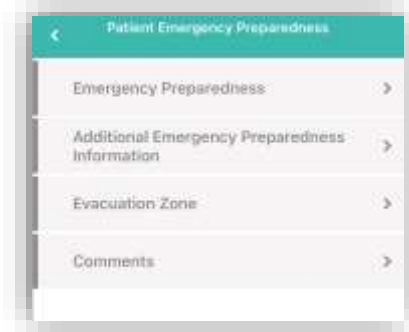 Patient Emergency Preparedness
Emergency Preparedness
Additional Emergency Preparedness
Information
Evacuation Zone
Comments